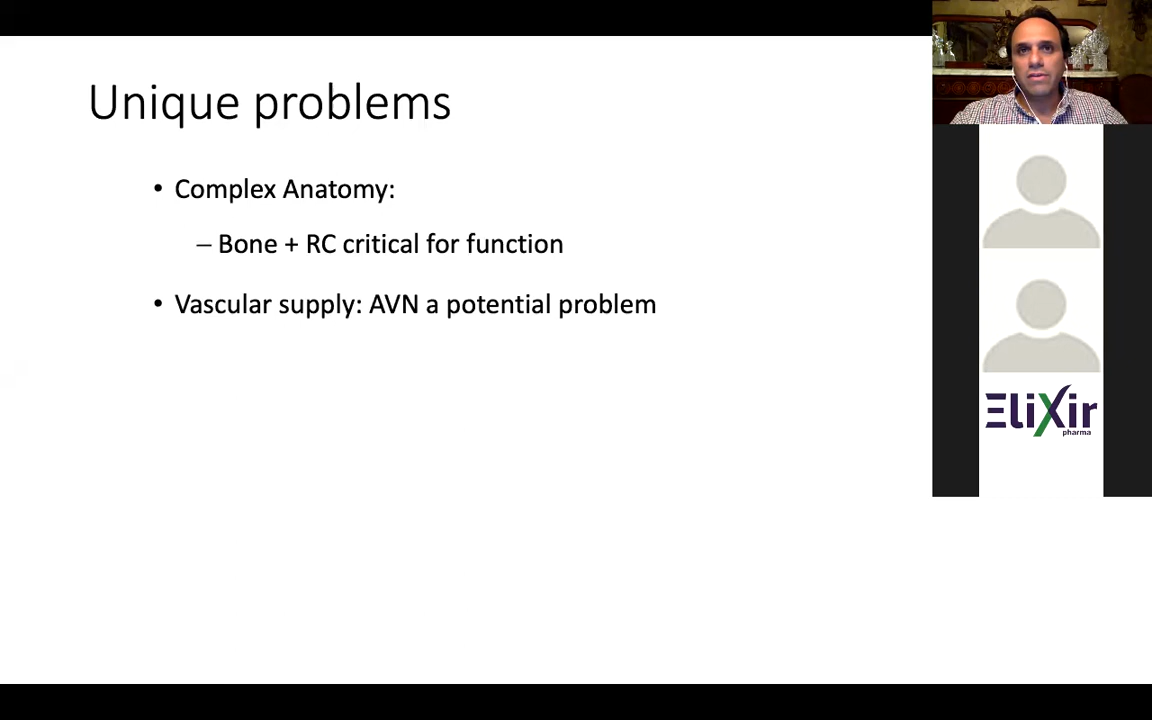 Unique problems
• Complex Anatomy:
– Bone + RC critical for function
• Vascular supply: AVN a potential problem
EliXir
pharma